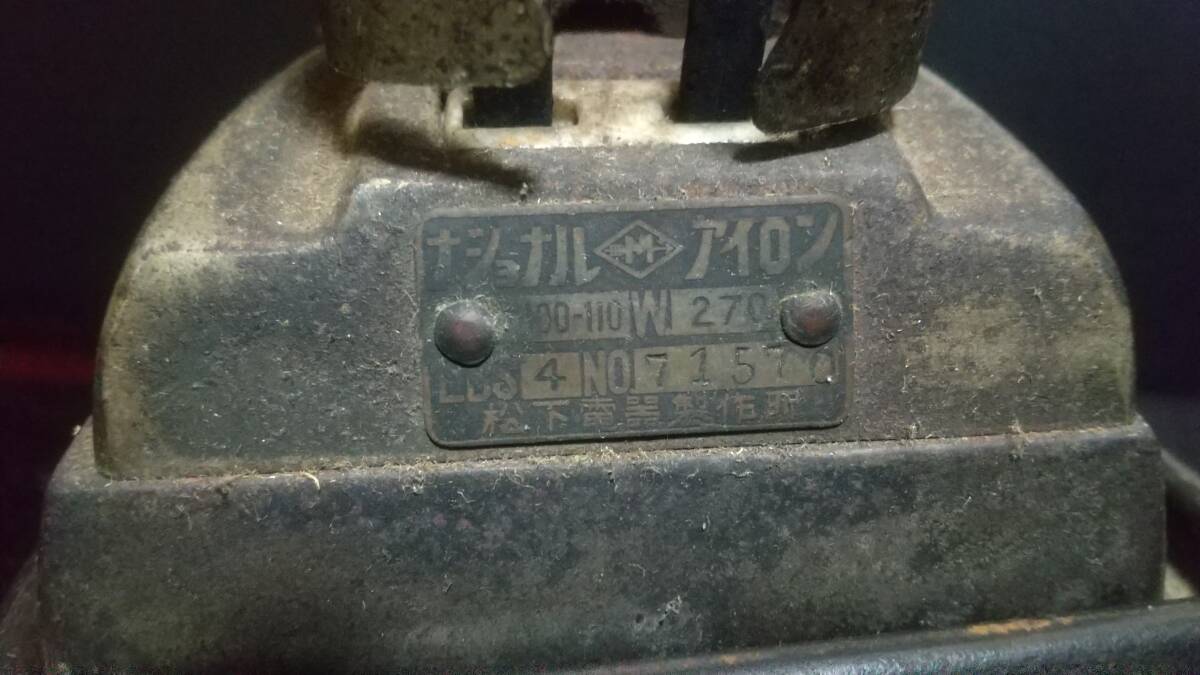 ナショナル M アイロン
100-110 W 270
LBS 4 NO 71570
松下電器製作所